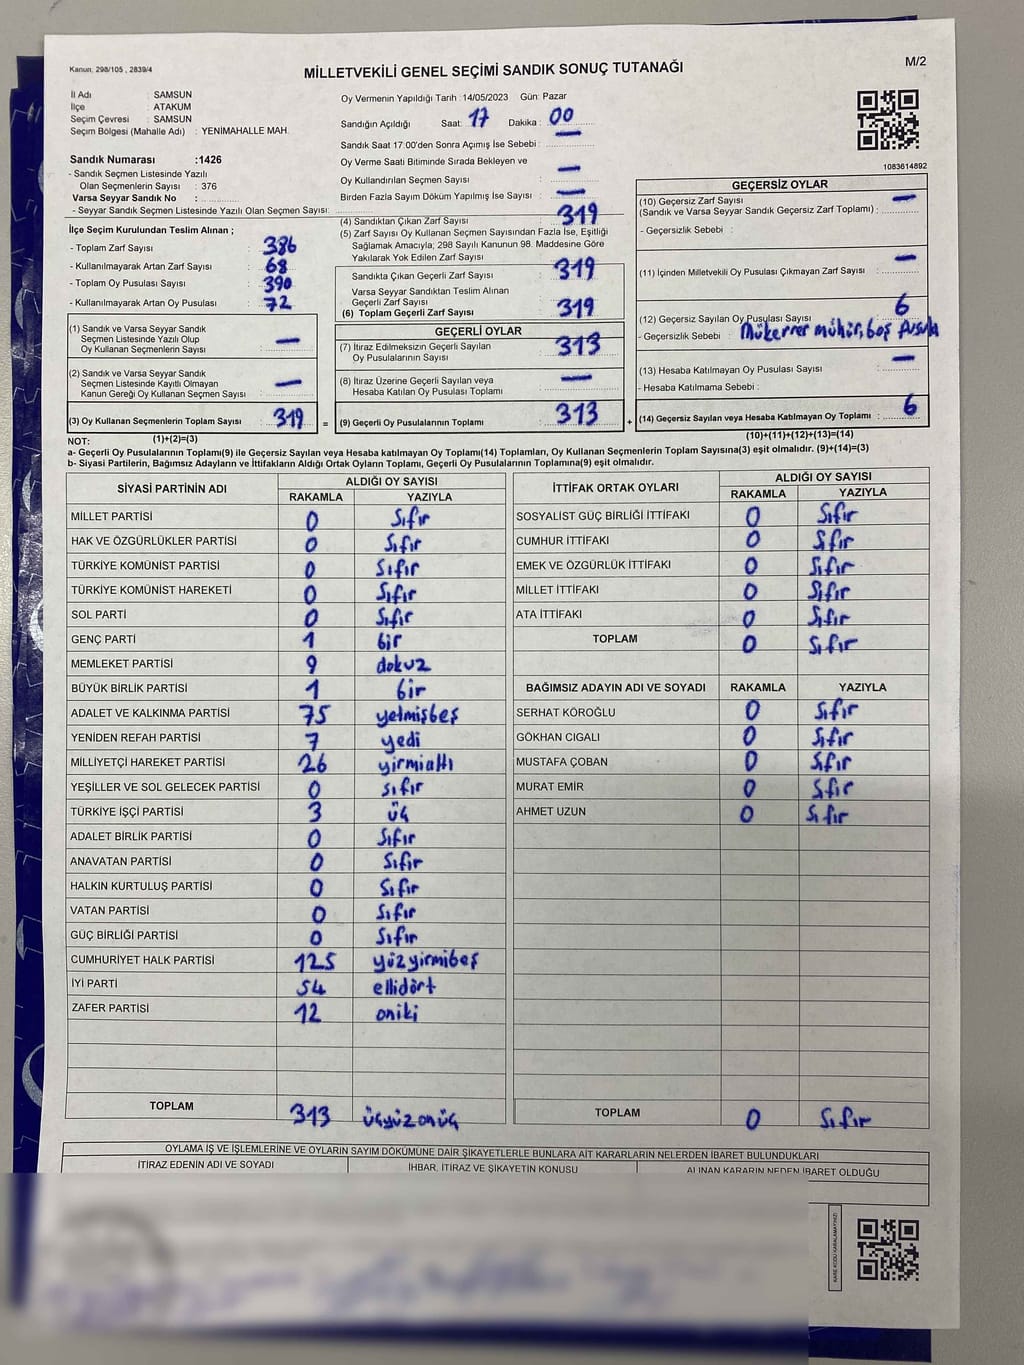 Kanun. 298/105 , 2839/4
MİLLETVEKİLİ GENEL SEÇİMİ SANDIK SONUÇ TUTANAĞI
M/2
İl Adı : SAMSUN
İlçe : ATAKUM
Seçim Çevresi : SAMSUN
Seçim Bölgesi (Mahalle Adı) : YENİMAHALLE MAH.
Sandık Numarası :1426
- Sandık Seçmen Listesinde Yazılı
Olan Seçmenlerin Sayısı : 376
Varsa Seyyar Sandık No :
- Seyyar Sandık Seçmen Listesinde Yazılı Olan Seçmen Sayısı:
Oy Vermenin Yapıldığı Tarih :14/05/2023 Gün: Pazar
Sandığın Açıldığı Saat: 17 Dakika : 00
Sandık Saat 17:00'den Sonra Açımış İse Sebebi : —
Oy Verme Saati Bitiminde Sırada Bekleyen ve
Oy Kullandırılan Seçmen Sayısı : —
Birden Fazla Sayım Döküm Yapılmış İse Sayısı : —
1083614892
İlçe Seçim Kurulundan Teslim Alınan ;
- Toplam Zarf Sayısı : 386
- Kullanılmayarak Artan Zarf Sayısı : 68
- Toplam Oy Pusulası Sayısı : 390
- Kullanılmayarak Artan Oy Pusulası : 72
(1) Sandık ve Varsa Seyyar Sandık
Seçmen Listesinde Yazılı Olup
Oy Kullanan Seçmenlerin Sayısı : —
(2) Sandık ve Varsa Seyyar Sandık
Seçmen Listesinde Kayıtlı Olmayan
Kanun Gereği Oy Kullanan Seçmen Sayısı : —
(3) Oy Kullanan Seçmenlerin Toplam Sayısı : 319
(1)+(2)=(3)
(4) Sandıktan Çıkan Zarf Sayısı : 319
(5) Zarf Sayısı Oy Kullanan Seçmen Sayısından Fazla İse, Eşitliği
Sağlamak Amacıyla; 298 Sayılı Kanunun 98. Maddesine Göre
Yakılarak Yok Edilen Zarf Sayısı :
Sandıkta Çıkan Geçerli Zarf Sayısı : 319
Varsa Seyyar Sandıktan Teslim Alınan
Geçerli Zarf Sayısı :
(6) Toplam Geçerli Zarf Sayısı : 319
GEÇERLİ OYLAR
(7) İtiraz Edilmeksizin Geçerli Sayılan
Oy Pusulalarının Sayısı : 313
(8) İtiraz Üzerine Geçerli Sayılan veya
Hesaba Katılan Oy Pusulası Toplamı : —
= (9) Geçerli Oy Pusulalarının Toplamı : 313 +
GEÇERSİZ OYLAR
(10) Geçersiz Zarf Sayısı
(Sandık ve Varsa Seyyar Sandık Geçersiz Zarf Toplamı) : —
- Geçersizlik Sebebi :
(11) İçinden Milletvekili Oy Pusulası Çıkmayan Zarf Sayısı : —
(12) Geçersiz Sayılan Oy Pusulası Sayısı : 6
- Geçersizlik Sebebi : Mükerrer mühür, boş Pusula
(13) Hesaba Katılmayan Oy Pusulası Sayısı : —
- Hesaba Katılmama Sebebi :
(14) Geçersiz Sayılan veya Hesaba Katılmayan Oy Toplamı : 6
(10)+(11)+(12)+(13)=(14)
NOT:
a- Geçerli Oy Pusulalarının Toplamı(9) ile Geçersiz Sayılan veya Hesaba katılmayan Oy Toplamı(14) Toplamları, Oy Kullanan Seçmenlerin Toplam Sayısına(3) eşit olmalıdır. (9)+(14)=(3)
b- Siyasi Partilerin, Bağımsız Adayların ve İttifakların Aldığı Ortak Oyların Toplamı, Geçerli Oy Pusulalarının Toplamına(9) eşit olmalıdır.
SİYASİ PARTİNİN ADI ALDIĞI OY SAYISI
RAKAMLA YAZIYLA
MİLLET PARTİSİ 0 Sıfır
HAK VE ÖZGÜRLÜKLER PARTİSİ 0 Sıfır
TÜRKİYE KOMÜNİST PARTİSİ 0 Sıfır
TÜRKİYE KOMÜNİST HAREKETİ 0 Sıfır
SOL PARTİ 0 Sıfır
GENÇ PARTİ 1 bir
MEMLEKET PARTİSİ 9 dokuz
BÜYÜK BİRLİK PARTİSİ 1 bir
ADALET VE KALKINMA PARTİSİ 75 yetmişbeş
YENİDEN REFAH PARTİSİ 7 yedi
MİLLİYETÇİ HAREKET PARTİSİ 26 yirmialtı
YEŞİLLER VE SOL GELECEK PARTİSİ 0 sıfır
TÜRKİYE İŞÇİ PARTİSİ 3 üç
ADALET BİRLİK PARTİSİ 0 Sıfır
ANAVATAN PARTİSİ 0 Sıfır
HALKIN KURTULUŞ PARTİSİ 0 Sıfır
VATAN PARTİSİ 0 Sıfır
GÜÇ BİRLİĞİ PARTİSİ 0 Sıfır
CUMHURİYET HALK PARTİSİ 125 yüzyirmibeş
İYİ PARTİ 54 ellidört
ZAFER PARTİSİ 12 oniki
TOPLAM 313 üçyüzonüç
İTTİFAK ORTAK OYLARI ALDIĞI OY SAYISI
RAKAMLA YAZIYLA
SOSYALİST GÜÇ BİRLİĞİ İTTİFAKI 0 Sıfır
CUMHUR İTTİFAKI 0 Sıfır
EMEK VE ÖZGÜRLÜK İTTİFAKI 0 Sıfır
MİLLET İTTİFAKI 0 Sıfır
ATA İTTİFAKI 0 Sıfır
TOPLAM 0 Sıfır
BAĞIMSIZ ADAYIN ADI VE SOYADI RAKAMLA YAZIYLA
SERHAT KÖROĞLU 0 Sıfır
GÖKHAN CIGALI 0 Sıfır
MUSTAFA ÇOBAN 0 Sıfır
MURAT EMİR 0 Sıfır
AHMET UZUN 0 Sıfır
TOPLAM 0 Sıfır
OYLAMA İŞ VE İŞLEMLERİNE VE OYLARIN SAYIM DÖKÜMÜNE DAİR ŞİKAYETLERLE BUNLARA AİT KARARLARIN NELERDEN İBARET BULUNDUKLARI
İTİRAZ EDENİN ADI VE SOYADI İHBAR, İTİRAZ VE ŞİKAYETİN KONUSU ALINAN KARARIN NEDEN İBARET OLDUĞU
KARE KODU KARALAMAYINIZ!